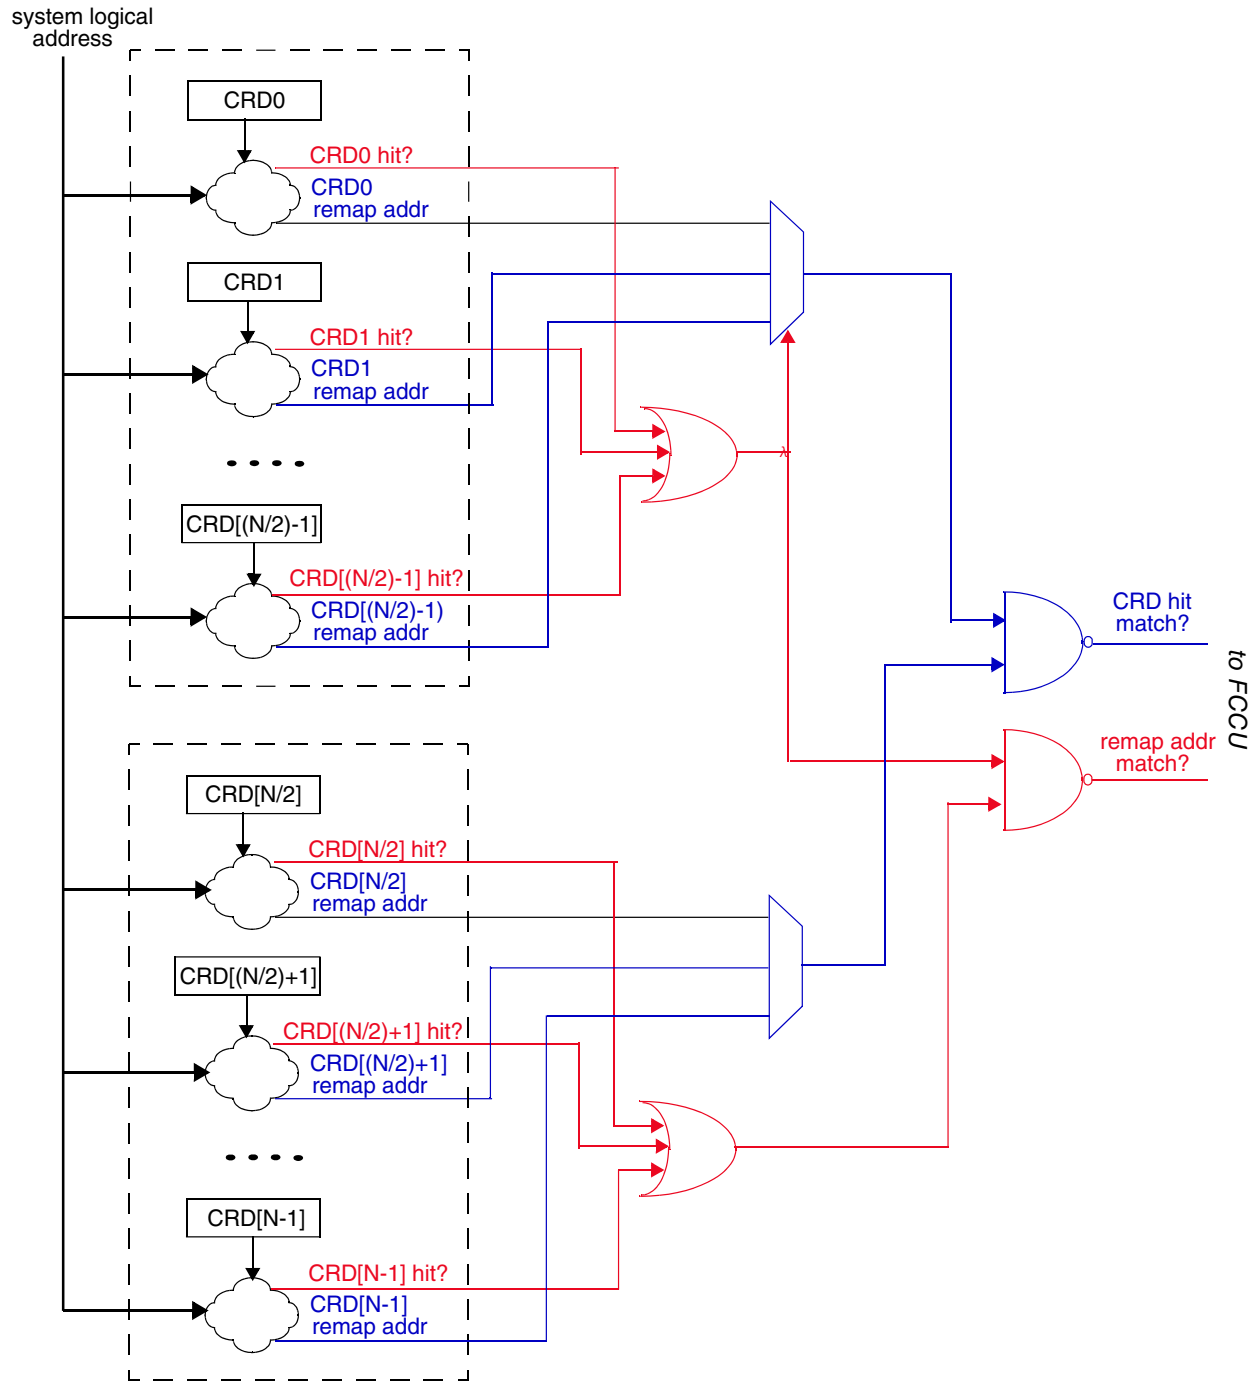 system logical
address
CRD0
CRD0 hit?
CRD0
remap addr
CRD1
CRD1 hit?
CRD1
remap addr
CRD[(N/2)-1]
CRD[(N/2)-1] hit?
CRD[(N/2)-1)
remap addr
CRD hit
match?
to FCCU
remap addr
match?
CRD[N/2]
CRD[N/2] hit?
CRD[N/2]
remap addr
CRD[(N/2)+1]
CRD[(N/2)+1] hit?
CRD[(N/2)+1]
remap addr
CRD[N-1]
CRD[N-1] hit?
CRD[N-1]
remap addr